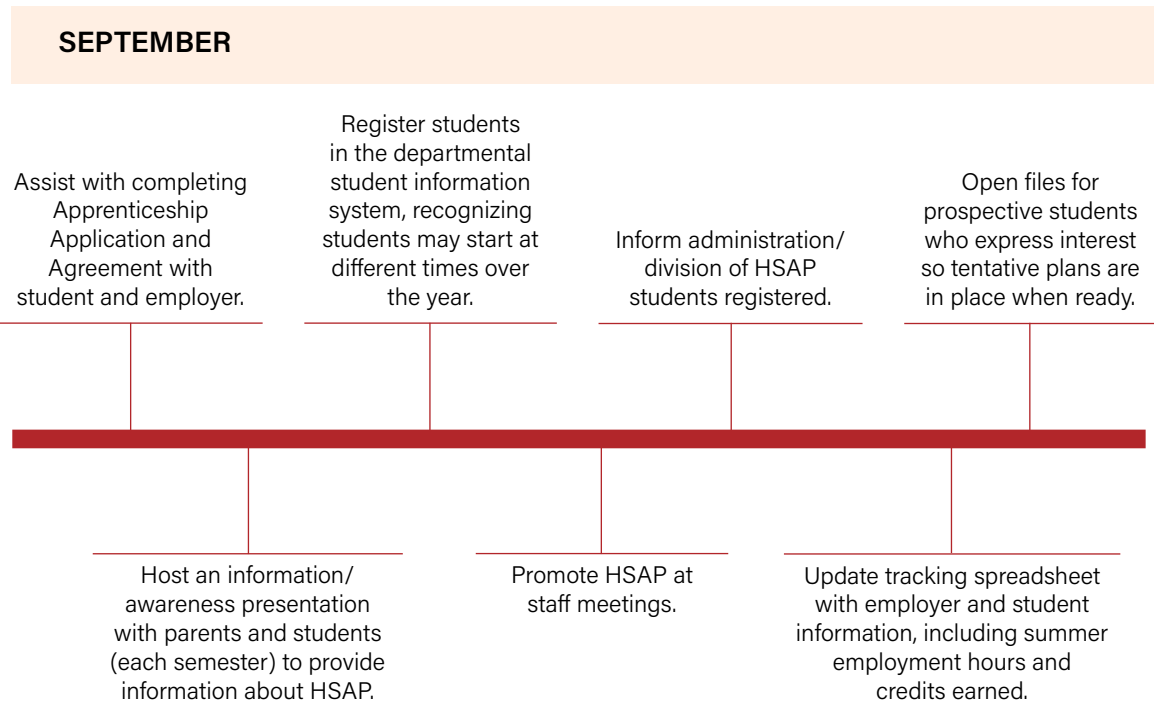 SEPTEMBER
Assist with completing
Apprenticeship
Application and
Agreement with
student and employer.
Register students
in the departmental
student information
system, recognizing
students may start at
different times over
the year.
Inform administration/
division of HSAP
students registered.
Open files for
prospective students
who express interest
so tentative plans are
in place when ready.
Host an information/
awareness presentation
with parents and students
(each semester) to provide
information about HSAP.
Promote HSAP at
staff meetings.
Update tracking spreadsheet
with employer and student
information, including summer
employment hours and
credits earned.